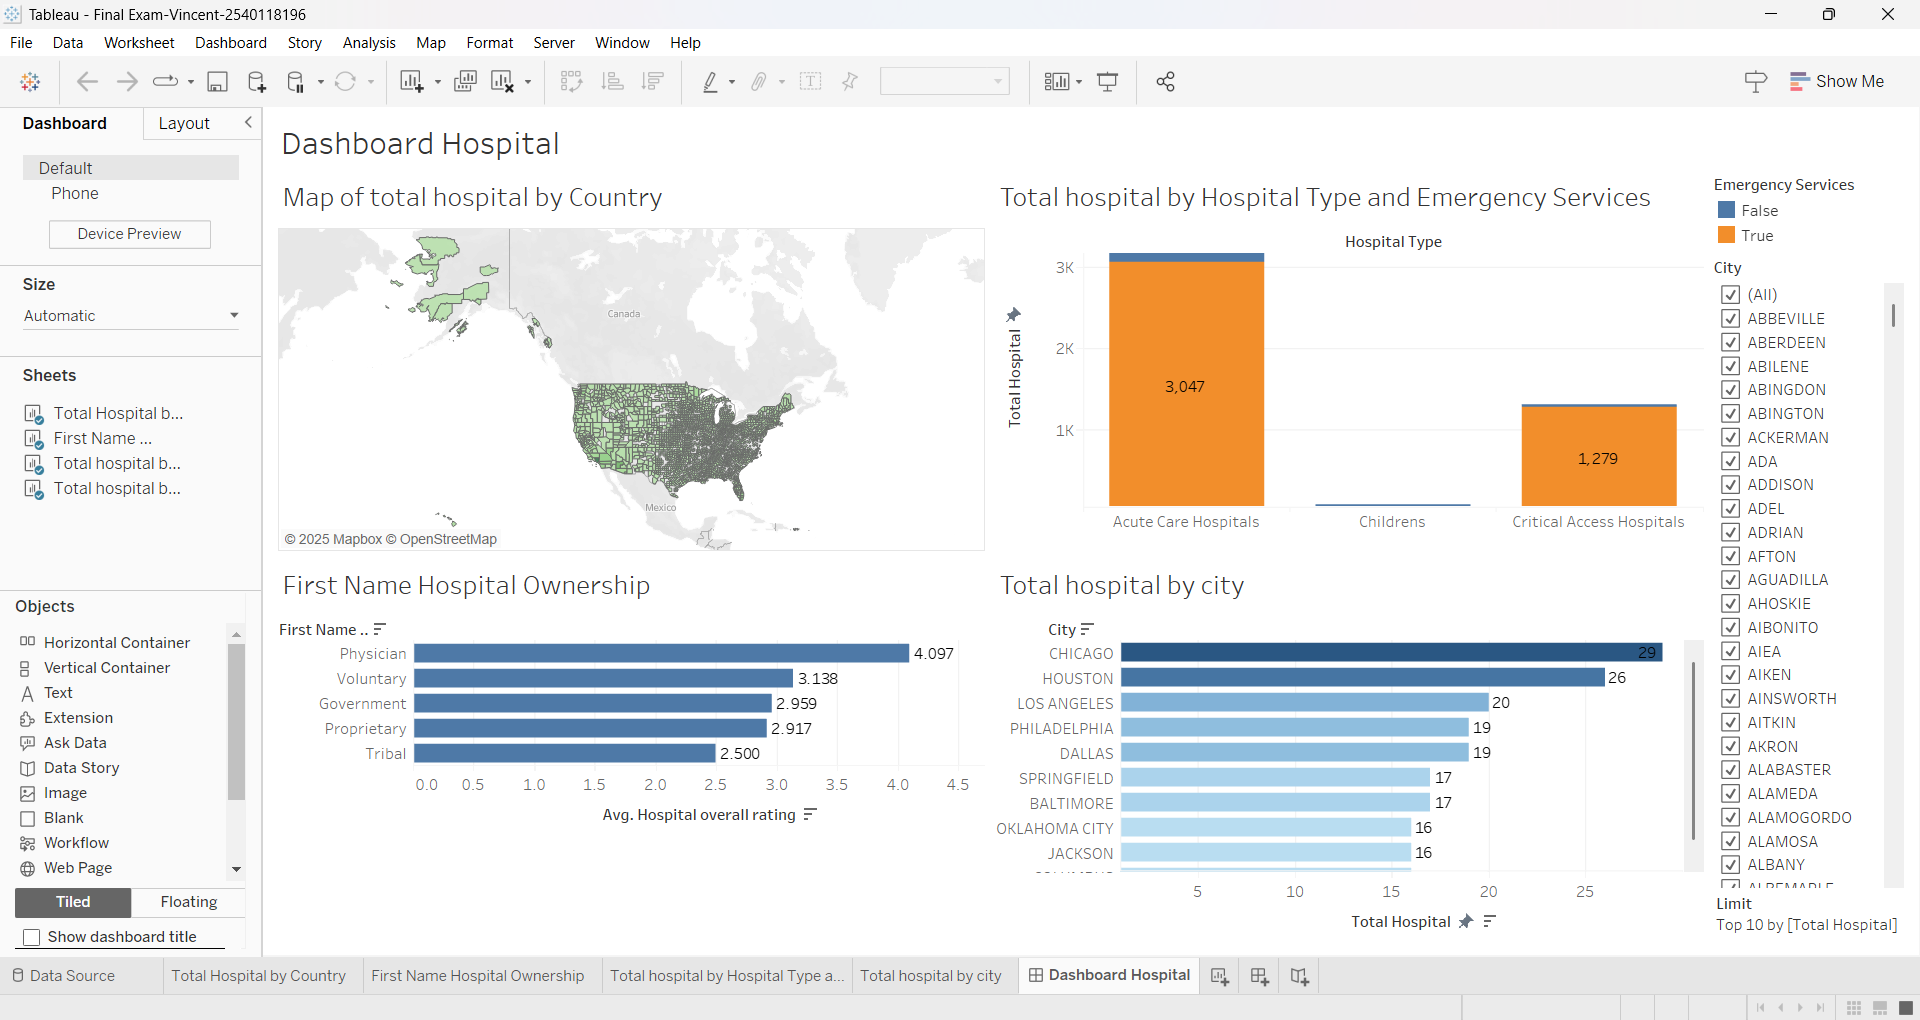 Tableau - Final Exam-Vincent-2540118196
File Data Worksheet Dashboard Story Analysis Map Format Server Window Help
Show Me
Dashboard Layout
Default
Phone
Device Preview
Size
Automatic
Sheets
Total Hospital b...
First Name ...
Total hospital b...
Total hospital b...
Objects
Horizontal Container
Vertical Container
Text
Extension
Ask Data
Data Story
Image
Blank
Workflow
Web Page
Tiled Floating
Show dashboard title
Dashboard Hospital
Map of total hospital by Country
Canada
Mexico
© 2025 Mapbox © OpenStreetMap
Total hospital by Hospital Type and Emergency Services
Hospital Type
Total Hospital
3K
2K
1K
3,047
1,279
Acute Care Hospitals Childrens Critical Access Hospitals
First Name Hospital Ownership
First Name ..
Physician 4.097
Voluntary 3.138
Government 2.959
Proprietary 2.917
Tribal 2.500
0.0 0.5 1.0 1.5 2.0 2.5 3.0 3.5 4.0 4.5
Avg. Hospital overall rating
Total hospital by city
City
CHICAGO 29
HOUSTON 26
LOS ANGELES 20
PHILADELPHIA 19
DALLAS 19
SPRINGFIELD 17
BALTIMORE 17
OKLAHOMA CITY 16
JACKSON 16
5 10 15 20 25
Total Hospital
Emergency Services
False
True
City
(All)
ABBEVILLE
ABERDEEN
ABILENE
ABINGDON
ABINGTON
ACKERMAN
ADA
ADDISON
ADEL
ADRIAN
AFTON
AGUADILLA
AHOSKIE
AIBONITO
AIEA
AIKEN
AINSWORTH
AITKIN
AKRON
ALABASTER
ALAMEDA
ALAMOGORDO
ALAMOSA
ALBANY
Limit
Top 10 by [Total Hospital]
Data Source Total Hospital by Country First Name Hospital Ownership Total hospital by Hospital Type a... Total hospital by city Dashboard Hospital